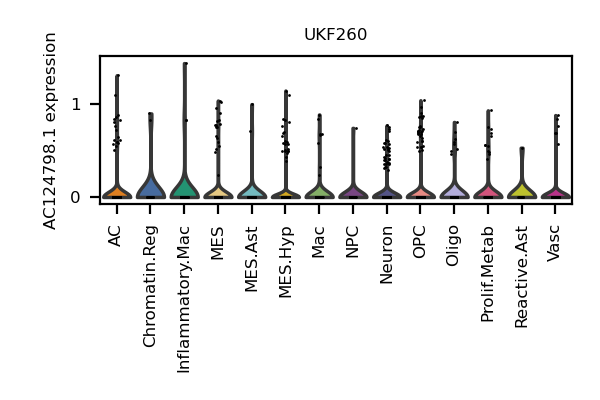 UKF260
AC124798.1 expression
1
0
AC
Chromatin.Reg
Inflammatory.Mac
MES
MES.Ast
MES.Hyp
Mac
NPC
Neuron
OPC
Oligo
Prolif.Metab
Reactive.Ast
Vasc